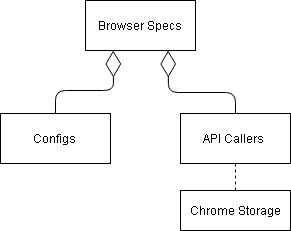 Browser Specs
Configs
API Callers
Chrome Storage